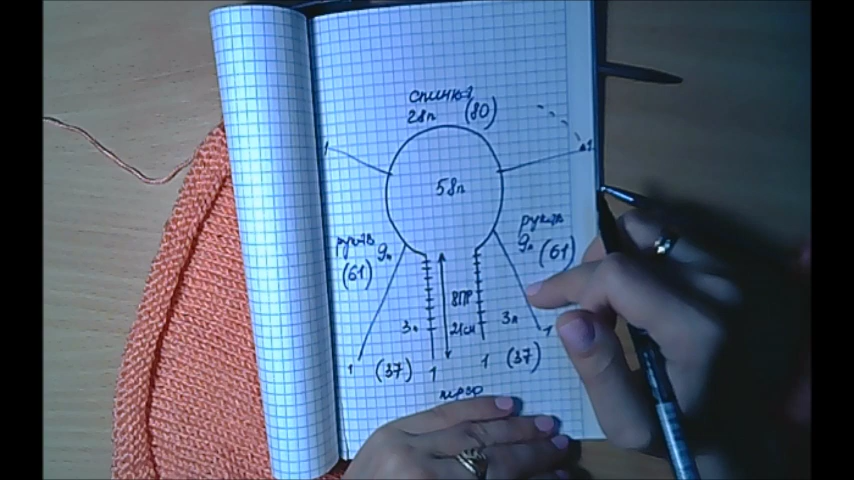 спинка
28п (80)
1
1
58п
рукав 9п
(61)
рукав
9п (61)
8ПР
21см
3п
3п
1
(37)
1
1
(37)
1